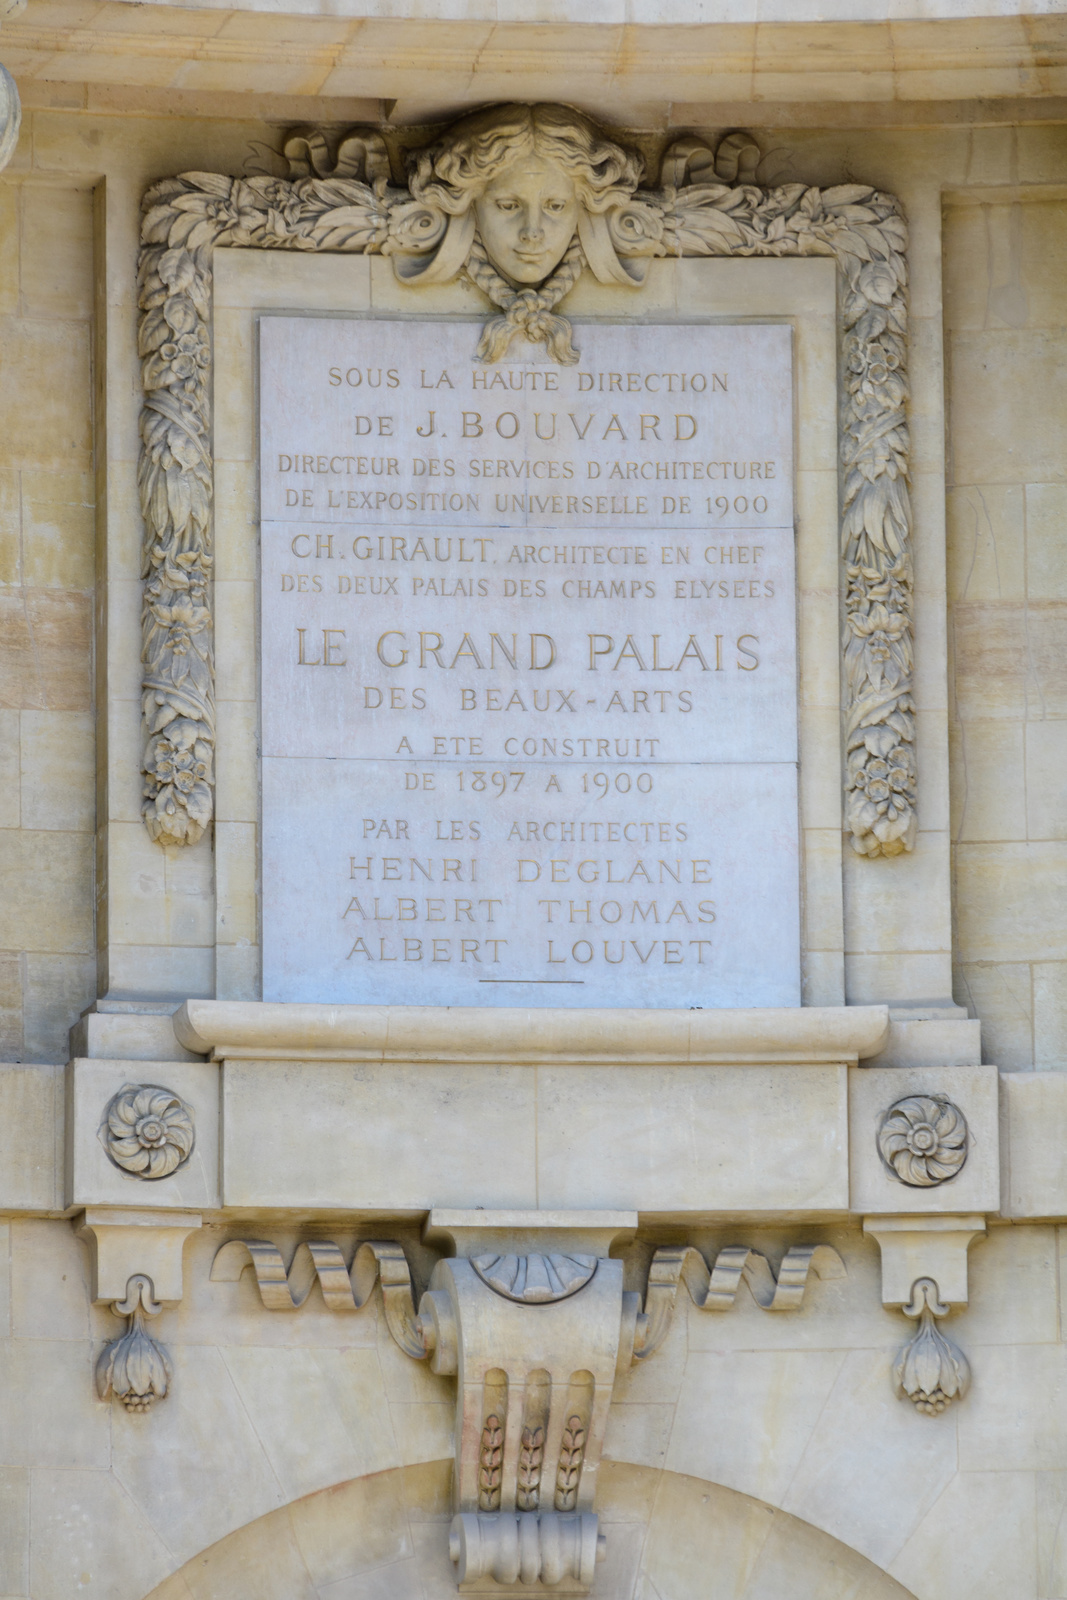 SOUS LA HAUTE DIRECTION
DE J. BOUVARD
DIRECTEUR DES SERVICES D'ARCHITECTURE
DE L'EXPOSITION UNIVERSELLE DE 1900
CH. GIRAULT, ARCHITECTE EN CHEF
DES DEUX PALAIS DES CHAMPS ELYSEES
LE GRAND PALAIS
DES BEAUX-ARTS
A ETE CONSTRUIT
DE 1897 A 1900
PAR LES ARCHITECTES
HENRI DEGLANE
ALBERT THOMAS
ALBERT LOUVET